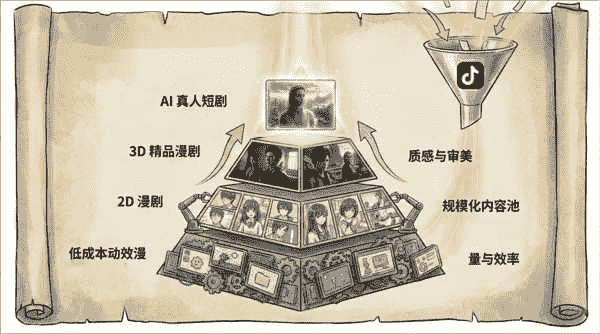 AI 真人短剧
3D 精品漫剧
质感与审美
2D 漫剧
规模化内容池
低成本动效漫
量与效率